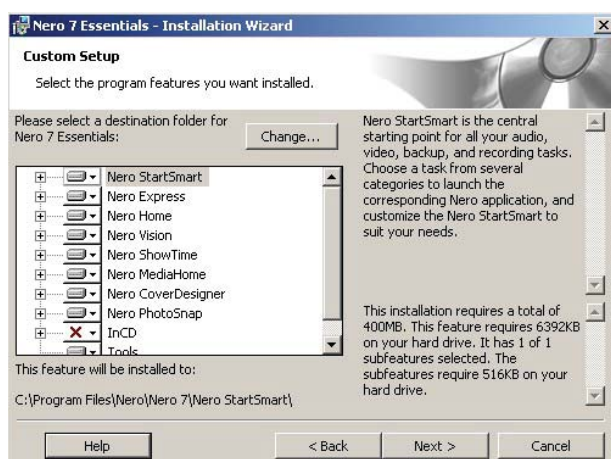 Nero 7 Essentials - Installation Wizard
Custom Setup
Select the program features you want installed.
Please select a destination folder for
Nero 7 Essentials:
Change...
Nero StartSmart
Nero Express
Nero Home
Nero Vision
Nero ShowTime
Nero MediaHome
Nero CoverDesigner
Nero PhotoSnap
InCD
Tools
This feature will be installed to:
C:\Program Files\Nero\Nero 7\Nero StartSmart\
Nero StartSmart is the central
starting point for all your audio,
video, backup, and recording tasks.
Choose a task from several
categories to launch the
corresponding Nero application, and
customize the Nero StartSmart to
suit your needs.
This installation requires a total of
400MB. This feature requires 6392KB
on your hard drive. It has 1 of 1
subfeatures selected. The
subfeatures require 516KB on your
hard drive.
Help
< Back
Next >
Cancel